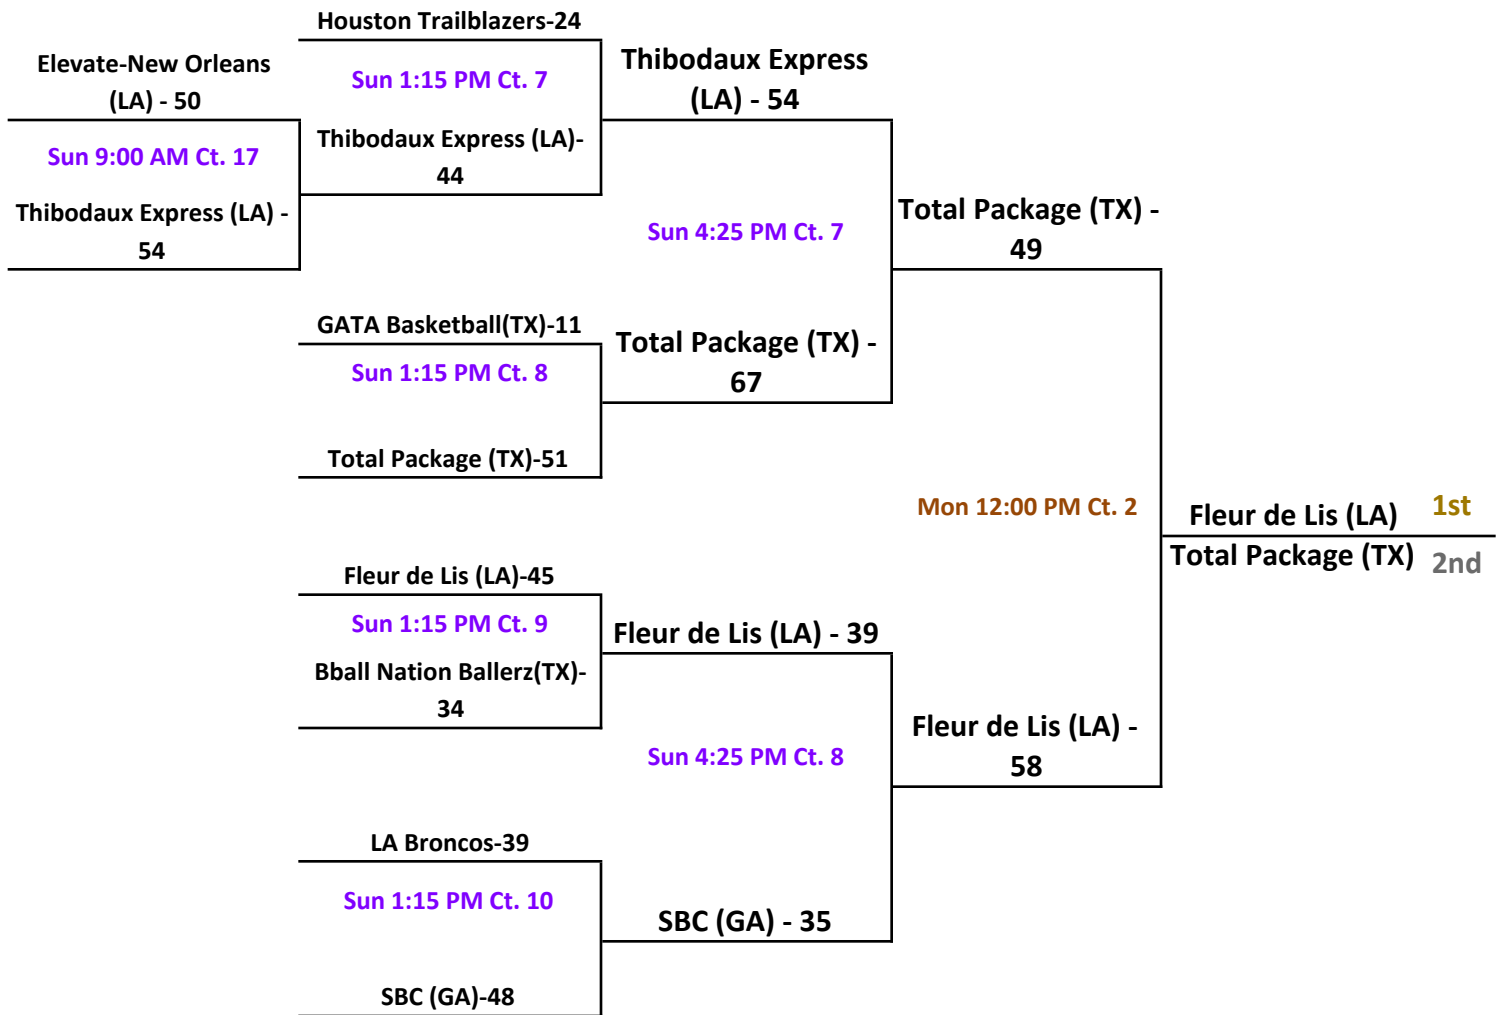 Elevate-New Orleans
(LA) - 50
Sun 9:00 AM Ct. 17
Thibodaux Express (LA) -
54
Houston Trailblazers-24
Sun 1:15 PM Ct. 7
Thibodaux Express (LA)-
44
GATA Basketball(TX)-11
Sun 1:15 PM Ct. 8
Total Package (TX)-51
Fleur de Lis (LA)-45
Sun 1:15 PM Ct. 9
Bball Nation Ballerz(TX)-
34
LA Broncos-39
Sun 1:15 PM Ct. 10
SBC (GA)-48
Thibodaux Express
(LA) - 54
Sun 4:25 PM Ct. 7
Total Package (TX) -
67
Fleur de Lis (LA) - 39
Sun 4:25 PM Ct. 8
SBC (GA) - 35
Total Package (TX) -
49
Mon 12:00 PM Ct. 2
Fleur de Lis (LA) -
58
Fleur de Lis (LA) 1st
Total Package (TX) 2nd